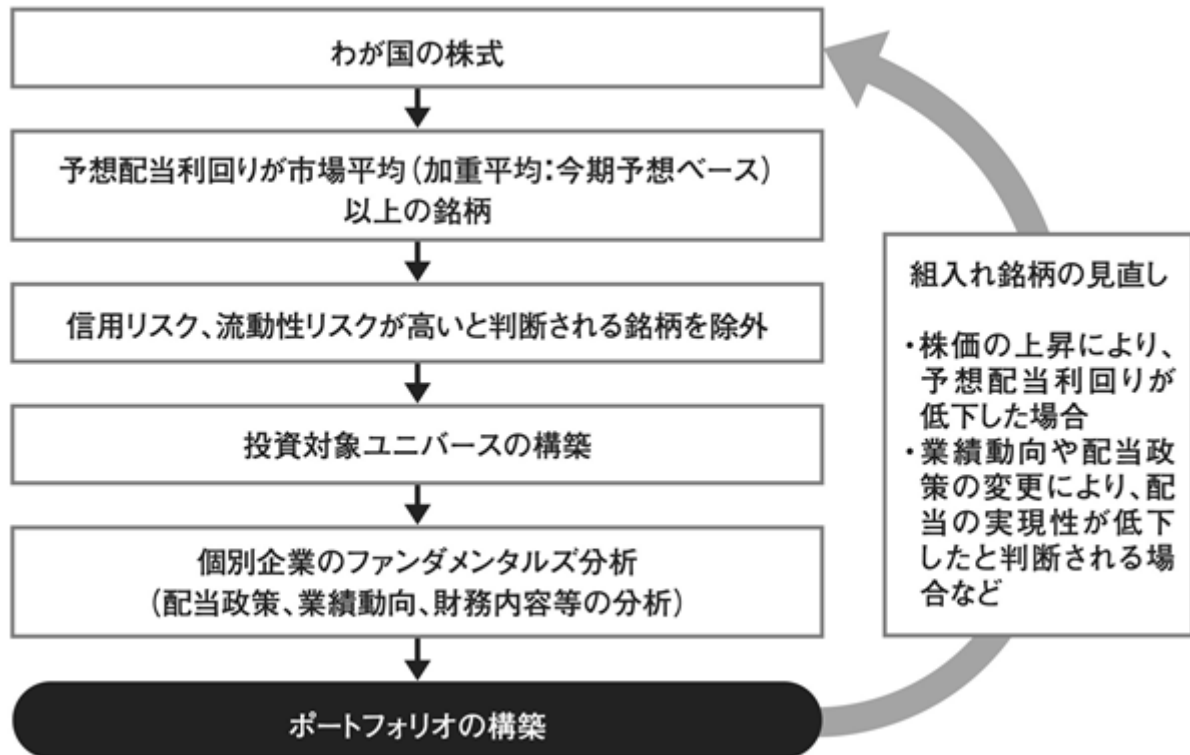 わが国の株式
予想配当利回りが市場平均(加重平均:今期予想ベース)
以上の銘柄
信用リスク、流動性リスクが高いと判断される銘柄を除外
投資対象ユニバースの構築
個別企業のファンダメンタルズ分析
(配当政策、業績動向、財務内容等の分析)
ポートフォリオの構築
組入れ銘柄の見直し
・株価の上昇により、
予想配当利回りが
低下した場合
・業績動向や配当政
策の変更により、配
当の実現性が低下
したと判断される場
合など